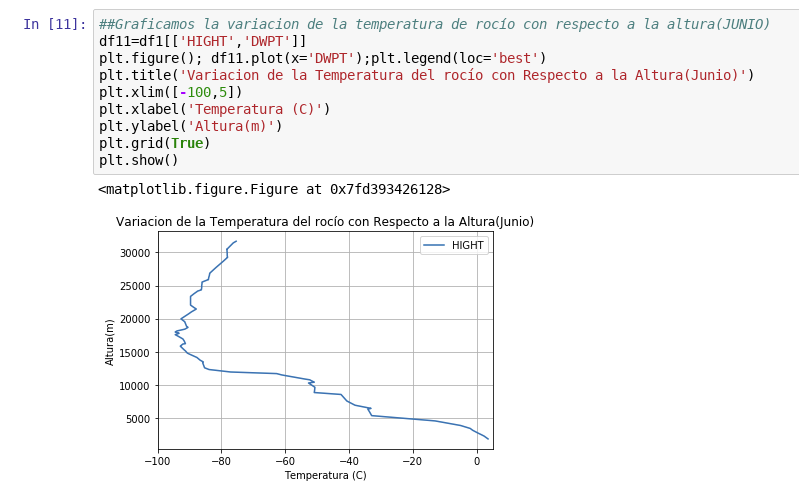 In [11]: ##Graficamos la variacion de la temperatura de rocío con respecto a la altura(JUNIO)
df11=df1[['HIGHT','DWPT']]
plt.figure(); df11.plot(x='DWPT');plt.legend(loc='best')
plt.title('Variacion de la Temperatura del rocío con Respecto a la Altura(Junio)')
plt.xlim([-100,5])
plt.xlabel('Temperatura (C)')
plt.ylabel('Altura(m)')
plt.grid(True)
plt.show()
<matplotlib.figure.Figure at 0x7fd393426128>
Variacion de la Temperatura del rocío con Respecto a la Altura(Junio)
HIGHT
30000
25000
20000
15000
10000
5000
Altura(m)
−100 −80 −60 −40 −20 0
Temperatura (C)